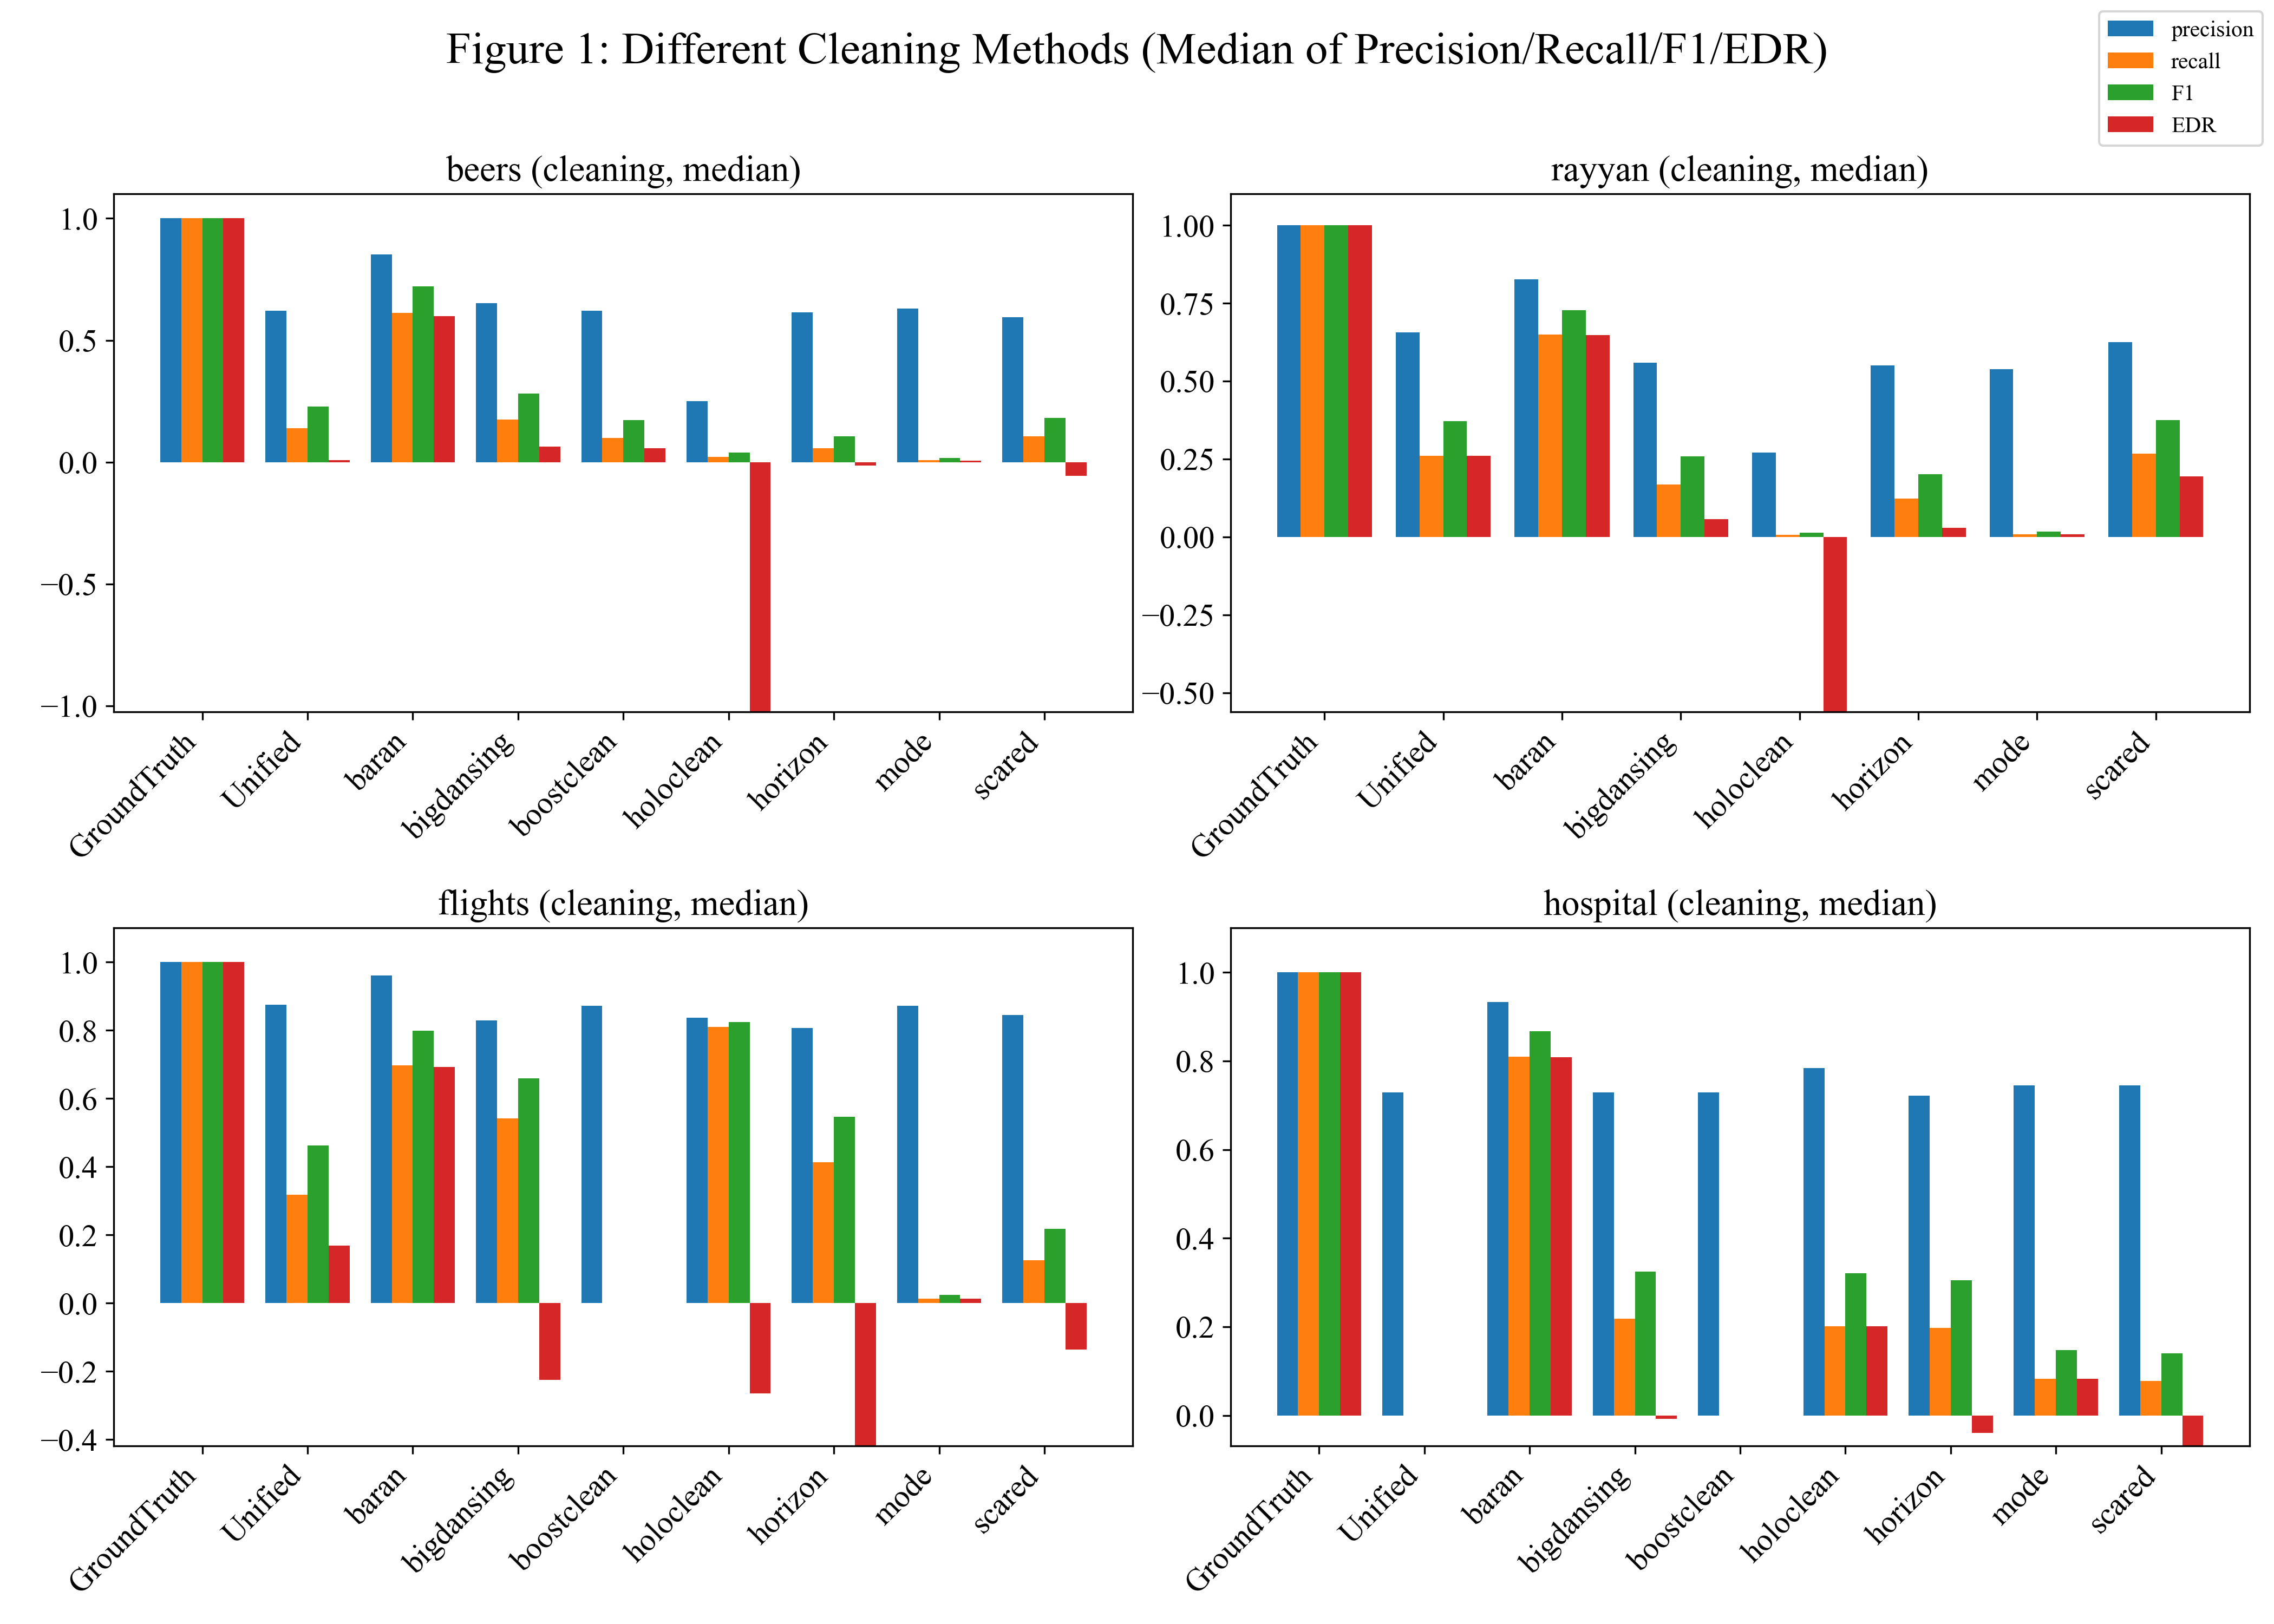 Figure 1: Different Cleaning Methods (Median of Precision/Recall/F1/EDR)
precision
recall
F1
EDR
beers (cleaning, median)
1.0
0.5
0.0
−0.5
−1.0
GroundTruth
Unified
baran
bigdansing
boostclean
holoclean
horizon
mode
scared
rayyan (cleaning, median)
1.00
0.75
0.50
0.25
0.00
−0.25
−0.50
GroundTruth
Unified
baran
bigdansing
holoclean
horizon
mode
scared
flights (cleaning, median)
1.0
0.8
0.6
0.4
0.2
0.0
−0.2
−0.4
GroundTruth
Unified
baran
bigdansing
boostclean
holoclean
horizon
mode
scared
hospital (cleaning, median)
1.0
0.8
0.6
0.4
0.2
0.0
GroundTruth
Unified
baran
bigdansing
boostclean
holoclean
horizon
mode
scared